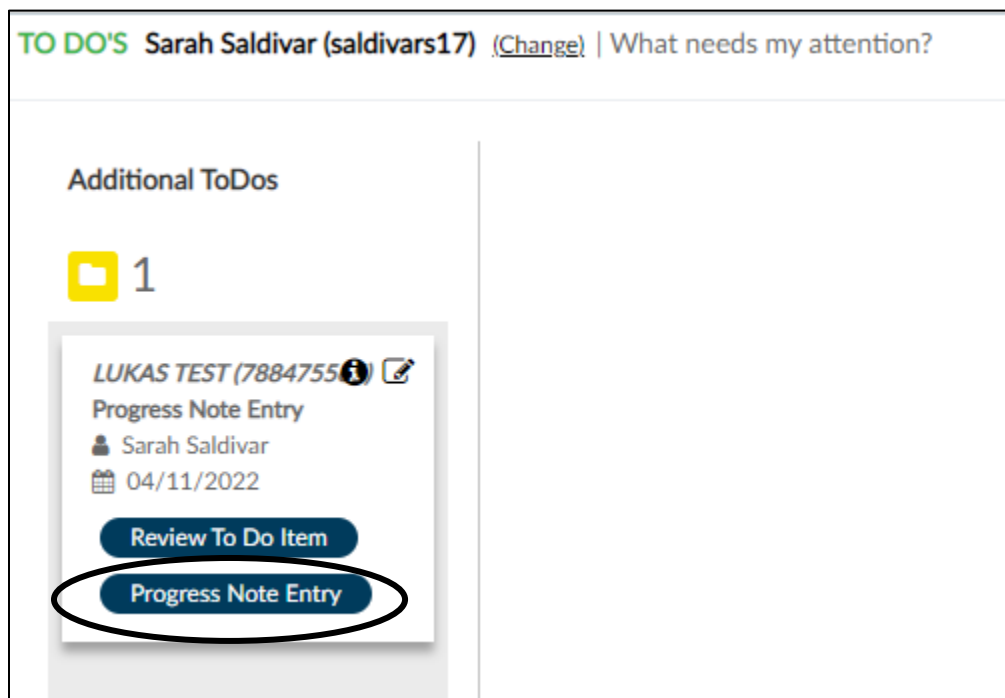 TO DO'S Sarah Saldivar (saldivars17) (Change) | What needs my attention?
Additional ToDos
1
LUKAS TEST (7884755 )
Progress Note Entry
Sarah Saldivar
04/11/2022
Review To Do Item
Progress Note Entry